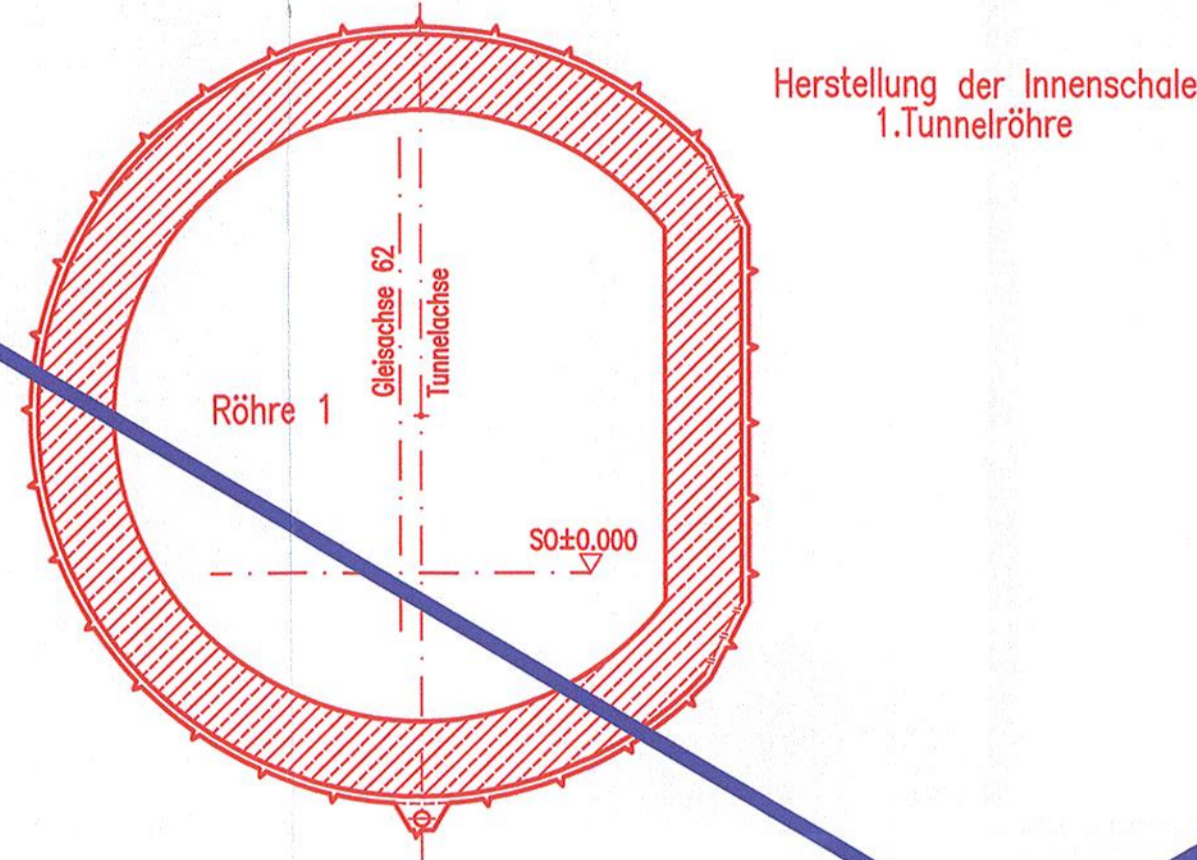 Herstellung der Innenschale
1.Tunnelröhre
Gleisachse 62
Tunnelachse
Röhre 1
SO±0.000